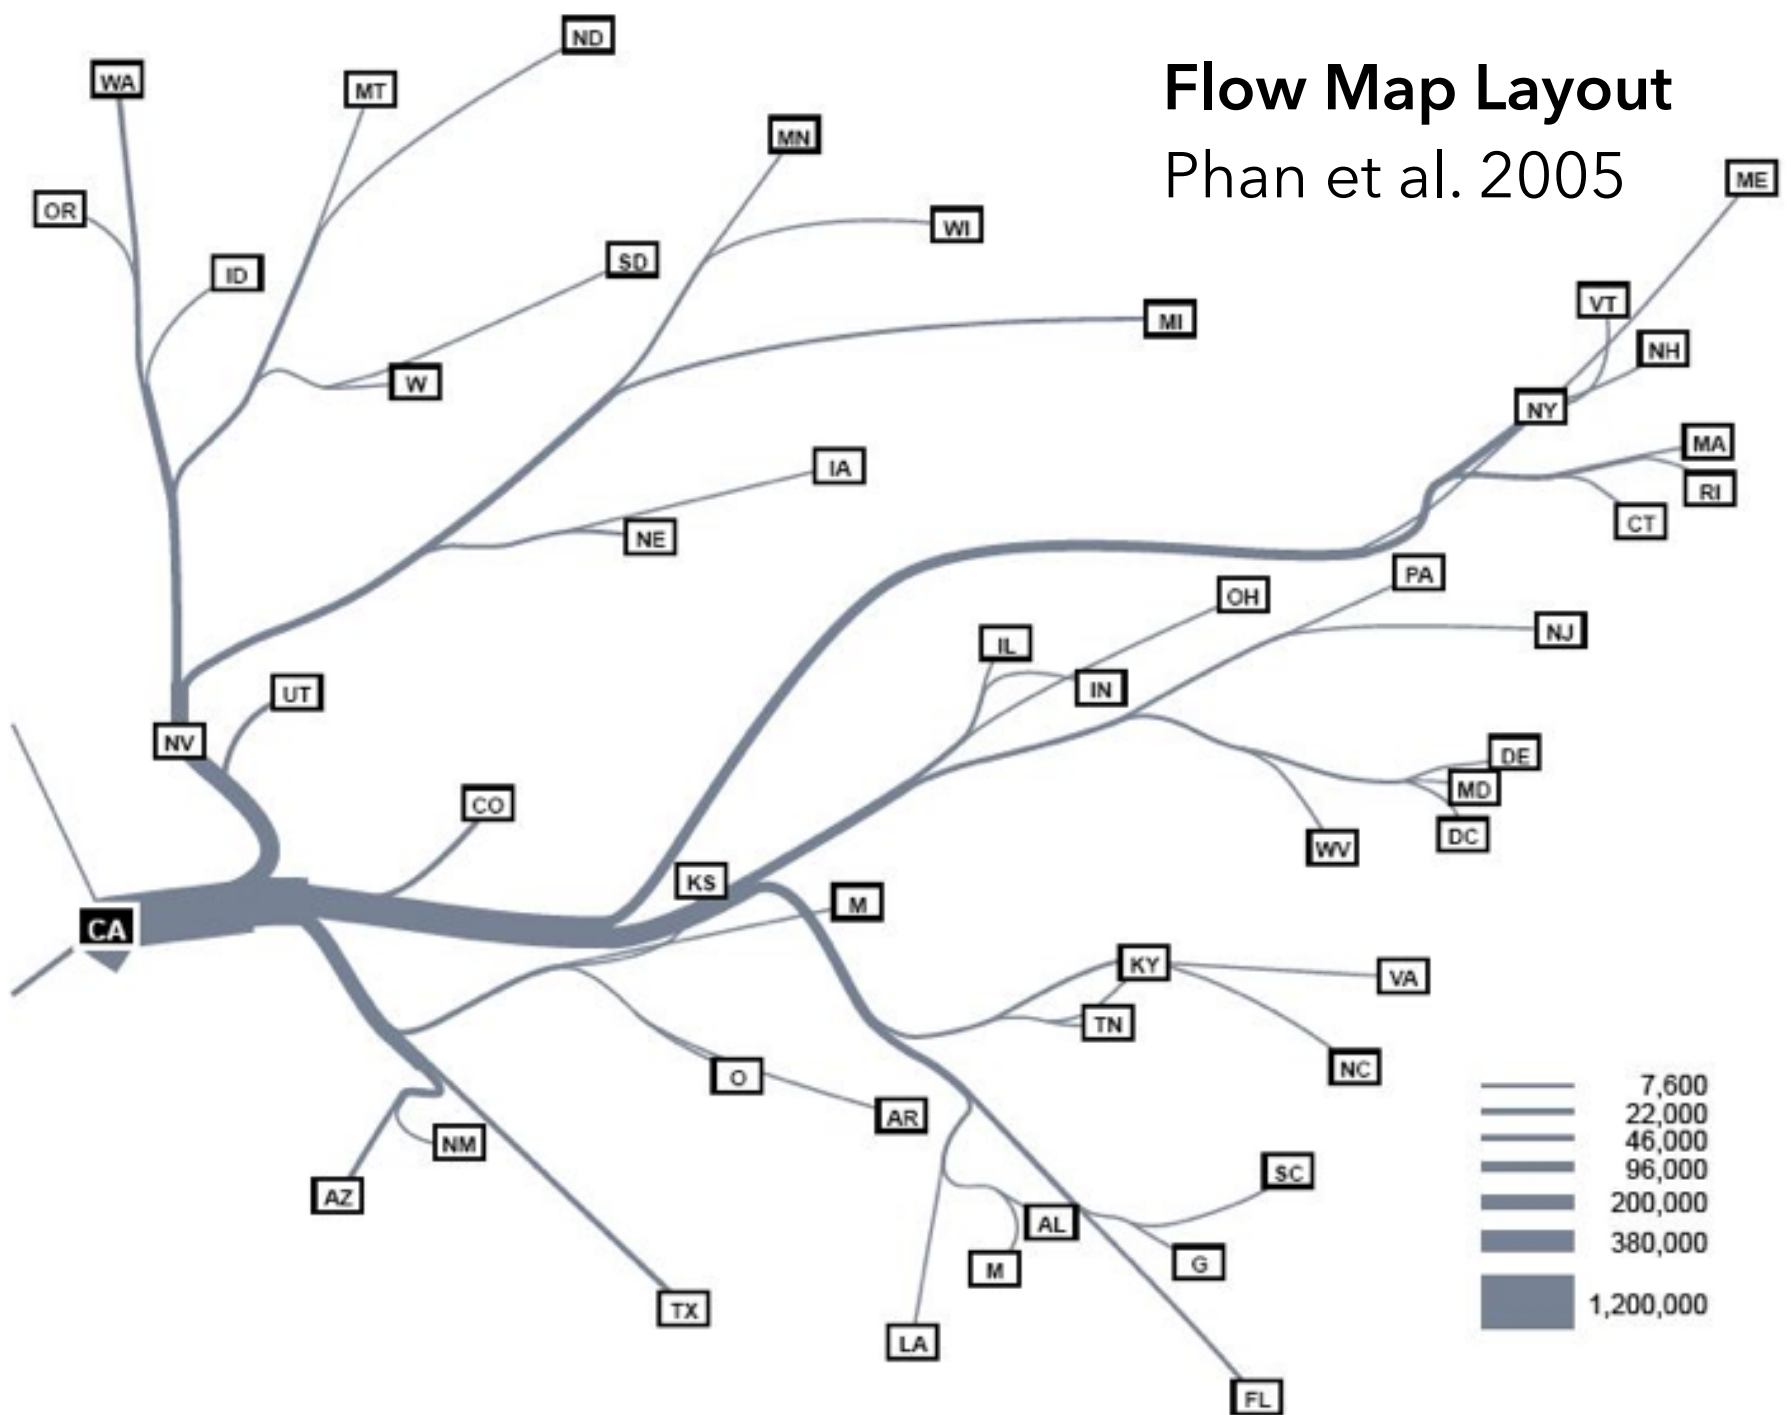 ND
Flow Map Layout
WA
MT
MN
Phan et al. 2005
ME
OR
WI
SD
ID
VT
MI
NH
W
NY
MA
IA
RI
CT
NE
PA
OH
NJ
IL
IN
UT
NV
DE
MD
CO
DC
WV
KS
M
CA
KY
VA
TN
NC
O
7,600
AR
22,000
NM
46,000
SC
96,000
AZ
200,000
AL
380,000
G
M
TX
1,200,000
LA
FL